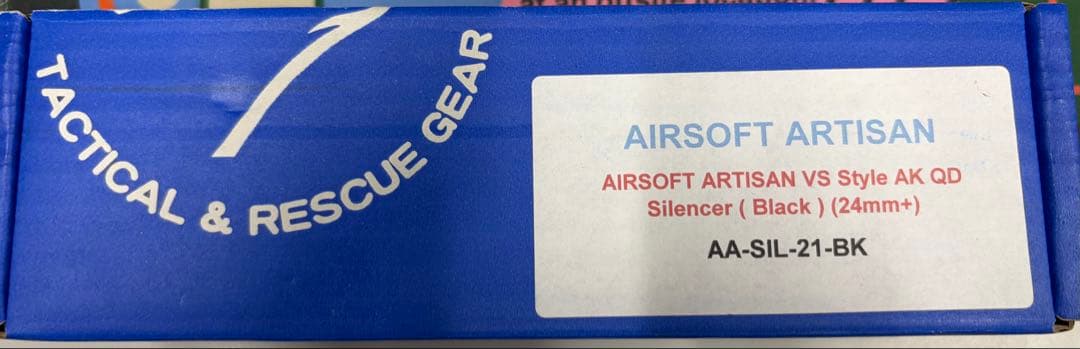 TACTICAL & RESCUE GEAR
AIRSOFT ARTISAN
AIRSOFT ARTISAN VS Style AK QD
Silencer ( Black ) (24mm+)
AA-SIL-21-BK